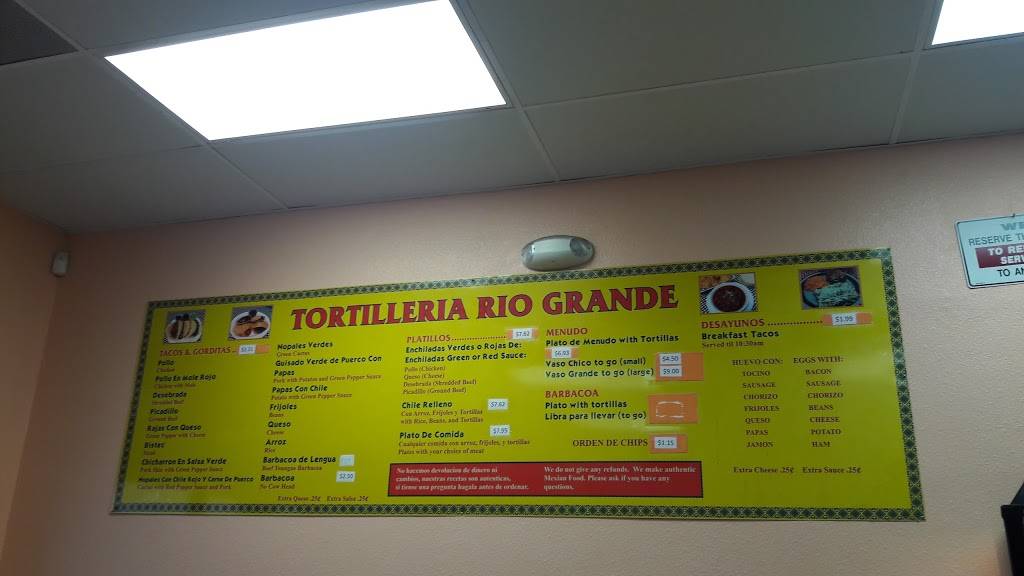 TORTILLERIA RIO GRANDE
TACOS & GORDITAS ..
Pollo
Chicken
Pollo En Mole Rojo
Chicken with Mole
Desebrada
Shredded Beef
Picadillo
Ground Beef
Rajas Con Queso
Green Pepper with Cheese
Bistec
Steak
Chicharron En Salsa Verde
Pork Skin with Green Pepper Sauce
Nopales Con Chile Rojo Y Carne De Puerco
Cactus with Red Pepper Sauce and Pork
Nopales Verdes
Green Cactus
Guisado Verde de Puerco Con
Papas
Pork with Potatos and Green Pepper Sauce
Papas Con Chile
Potato with Green Pepper Sauce
Frijoles
Beans
Queso
Cheese
Arroz
Rice
Barbacoa de Lengua
Beef Toungue Barbacoa
Barbacoa $2.50
No Cow Head
Extra Queso .25¢ Extra Salsa .25¢
PLATILLOS .................... $7.62
Enchiladas Verdes o Rojas De:
Enchiladas Green or Red Sauce:
Pollo (Chicken)
Queso (Cheese)
Desebrada (Shredded Beef)
Picadillo (Ground Beef)
Chile Relleno $7.62
Con Arroz, Frijoles y Tortillas
with Rice, Beans, and Tortillas
Plato De Comida $7.95
Cualquier comida con arroz, frijoles, y tortillas
Plates with your choice of meat
MENUDO
Plato de Menudo with Tortillas
$6.93
Vaso Chico to go (small) $4.50
Vaso Grande to go (large) $9.00
BARBACOA
Plato with tortillas
Libra para llevar (to go)
ORDEN DE CHIPS $1.15
No hacemos devolucion de dinero ni
cambios, nuestras recetas son autenticas,
si tiene una pregunta hagala antes de ordenar.
We do not give any refunds. We make authentic
Mexian Food. Please ask if you have any
questions.
DESAYUNOS .................. $1.99
Breakfast Tacos
Served til 10:30am
HUEVO CON: EGGS WITH:
TOCINO BACON
SAUSAGE SAUSAGE
CHORIZO CHORIZO
FRIJOLES BEANS
QUESO CHEESE
PAPAS POTATO
JAMON HAM
Extra Cheese .25¢ Extra Sauce .25¢
RESERVE TH
TO RE
SERV
TO AN